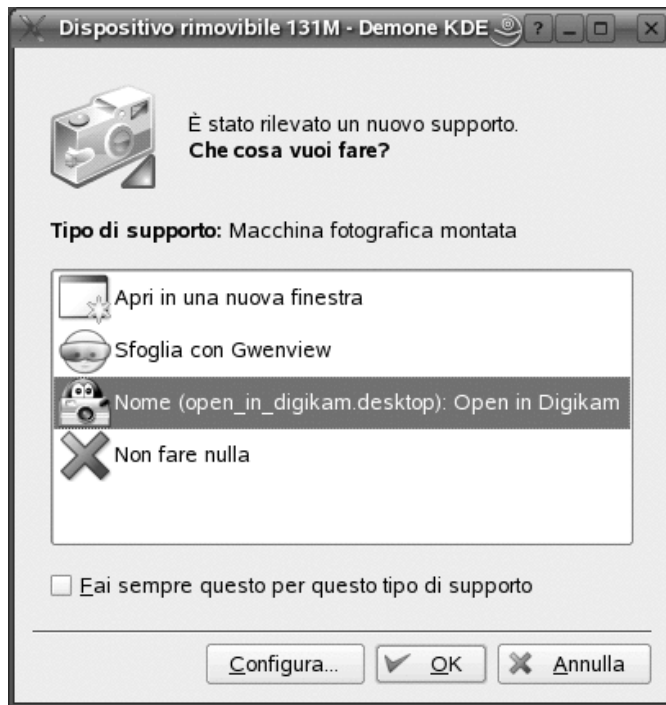 Dispositivo rimovibile 131M - Demone KDE
È stato rilevato un nuovo supporto.
Che cosa vuoi fare?
Tipo di supporto: Macchina fotografica montata
Apri in una nuova finestra
Sfoglia con Gwenview
Nome (open_in_digikam.desktop): Open in Digikam
Non fare nulla
Fai sempre questo per questo tipo di supporto
Configura... OK Annulla